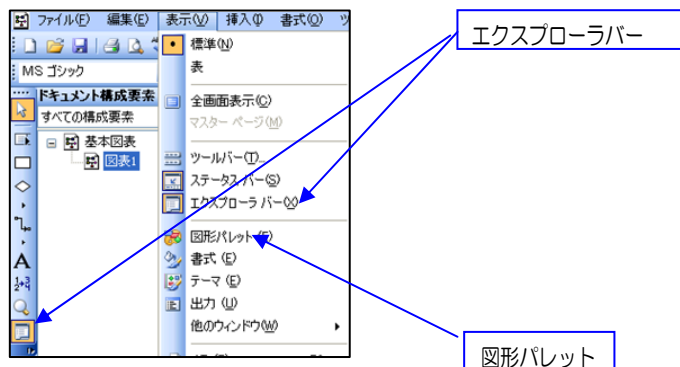 ファイル(F) 編集(E) 表示(V) 挿入(I) 書式(O) ツ
エクスプローラバー
標準(N)
MS ゴシック
表
ドキュメント構成要素
全画面表示(C)
すべての構成要素
マスター ページ(M)
基本図表
図表1
ツールバー(T)...
ステータス バー(S)
エクスプローラ バー(X)
図形パレット(F)
書式 (E)
テーマ (E)
出力 (U)
他のウィンドウ(W)
図形パレット